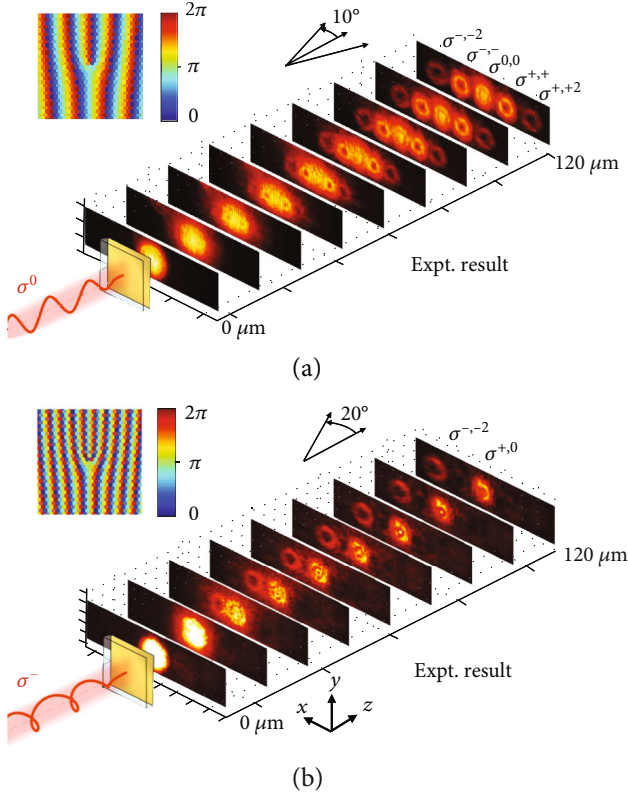 2π
π
0
10°
σ⁻,⁻²
σ⁻,⁻
σ⁰,⁰
σ⁺,⁺
σ⁺,⁺²
120 μm
Expt. result
σ⁰
0 μm
(a)
2π
π
0
20°
σ⁻,⁻²
σ⁺,⁰
120 μm
Expt. result
σ⁻
0 μm
x
y
z
(b)